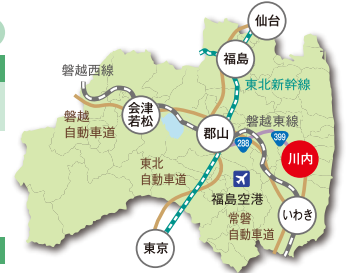 仙台
福島
磐越西線
東北新幹線
会津
若松
磐越
自動車道
郡山
磐越東線
399
288
川内
東北
自動車道
福島空港
いわき
常磐
自動車道
東京